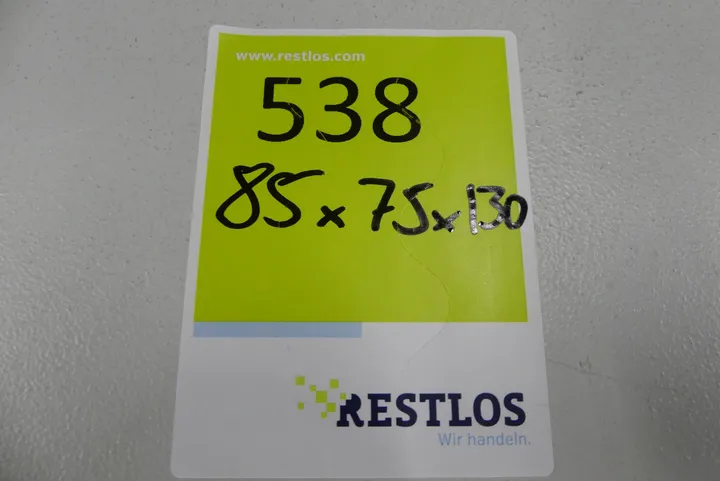 www.restlos.com
538
85 x 75 x 130
RESTLOS
Wir handeln.